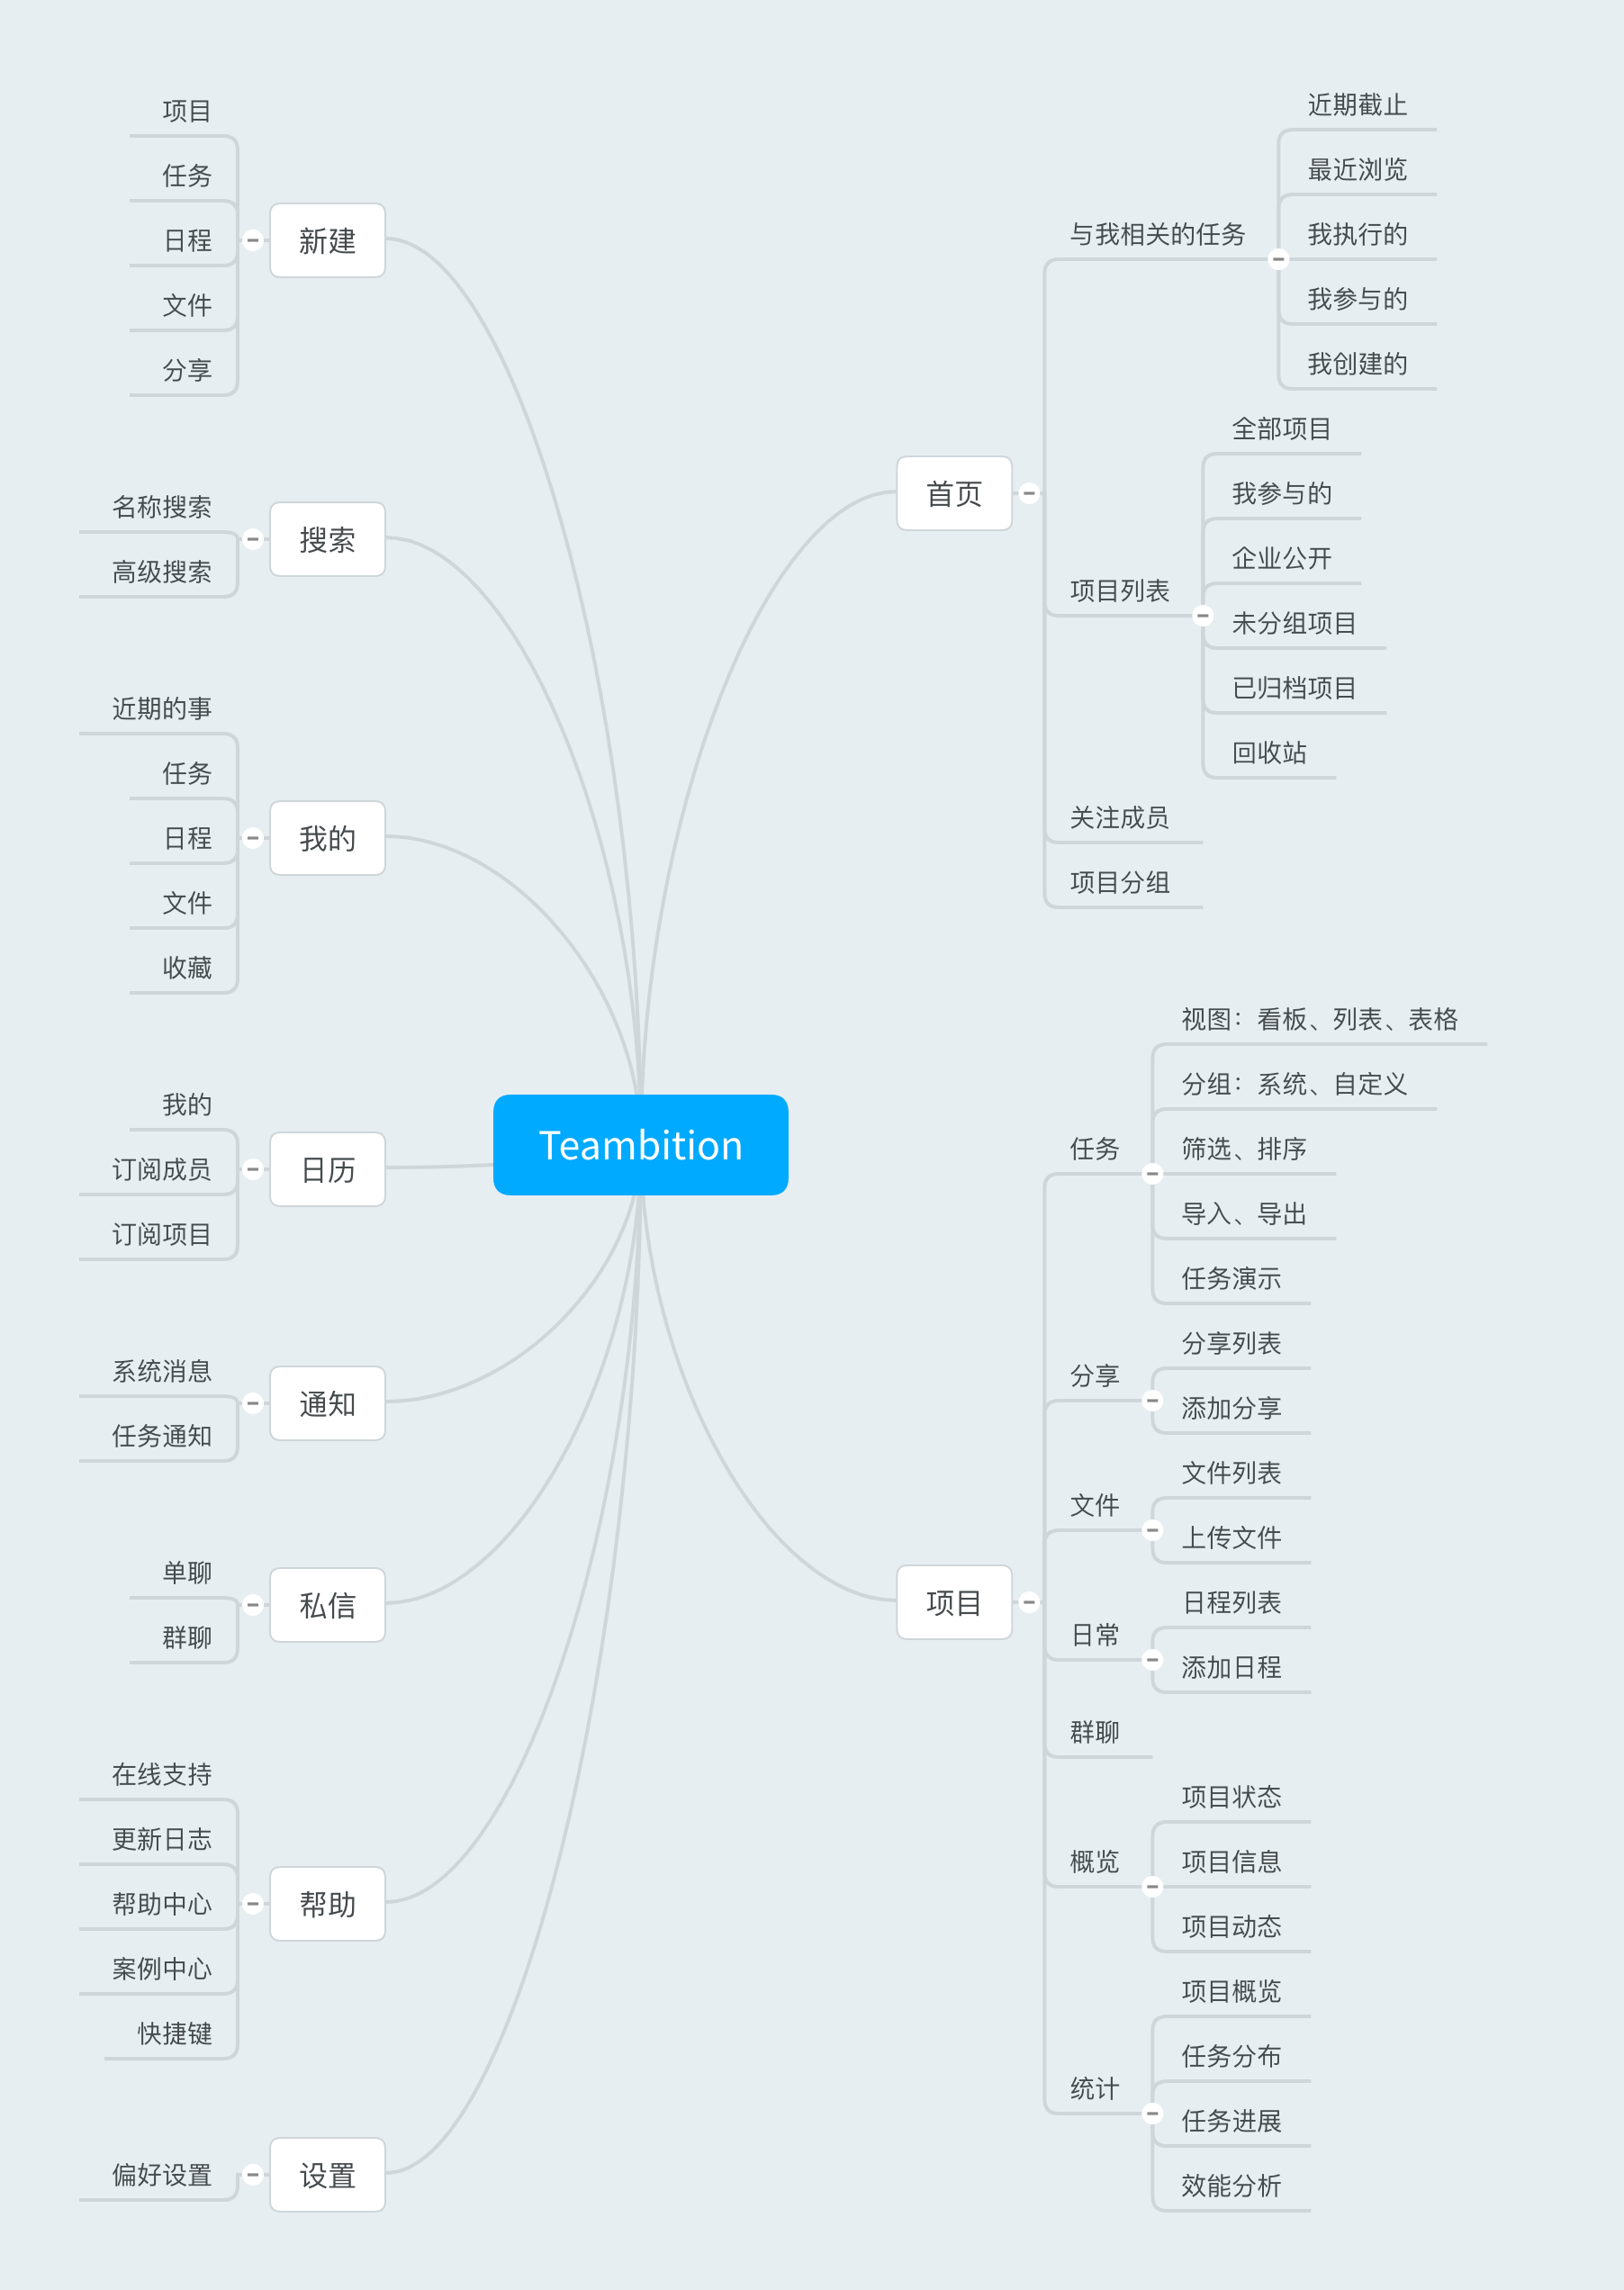 Teambition
新建
项目
任务
日程
文件
分享
搜索
名称搜索
高级搜索
我的
近期的事
任务
日程
文件
收藏
日历
我的
订阅成员
订阅项目
通知
系统消息
任务通知
私信
单聊
群聊
帮助
在线支持
更新日志
帮助中心
案例中心
快捷键
设置
偏好设置
首页
与我相关的任务
近期截止
最近浏览
我执行的
我参与的
我创建的
项目列表
全部项目
我参与的
企业公开
未分组项目
已归档项目
回收站
关注成员
项目分组
项目
任务
视图：看板、列表、表格
分组：系统、自定义
筛选、排序
导入、导出
任务演示
分享
分享列表
添加分享
文件
文件列表
上传文件
日常
日程列表
添加日程
群聊
概览
项目状态
项目信息
项目动态
统计
项目概览
任务分布
任务进展
效能分析